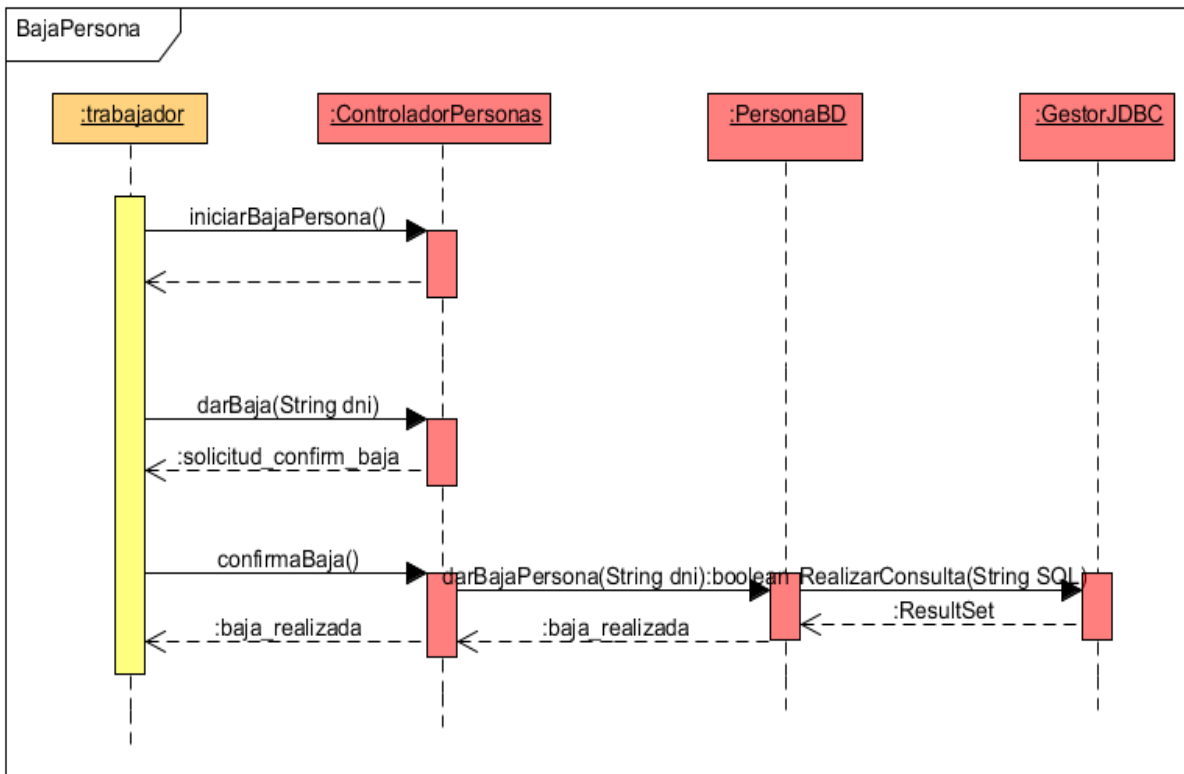 BajaPersona
:trabajador
:ControladorPersonas
:PersonaBD
:GestorJDBC
iniciarBajaPersona()
darBaja(String dni)
:solicitud_confirm_baja
confirmaBaja()
darBajaPersona(String dni):boolean
RealizarConsulta(String SQL)
:ResultSet
:baja_realizada
:baja_realizada